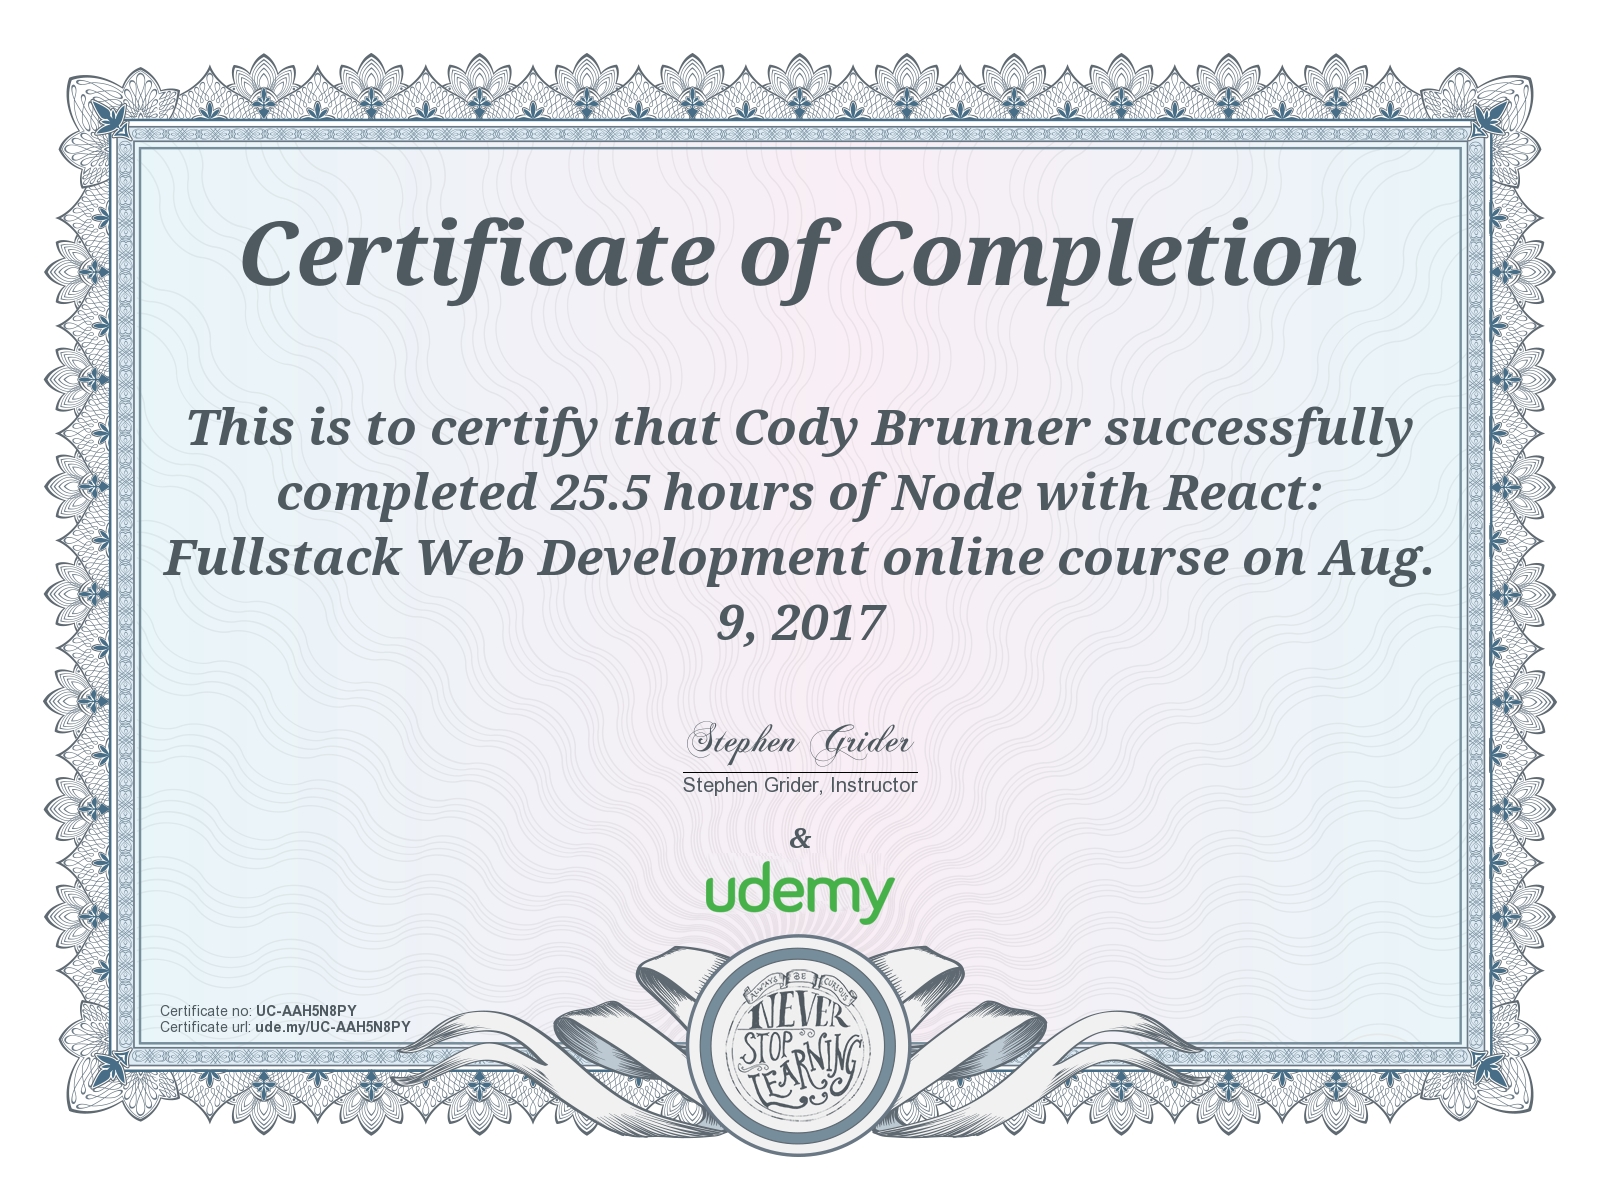 Certificate of Completion
This is to certify that Cody Brunner successfully
completed 25.5 hours of Node with React:
Fullstack Web Development online course on Aug.
9, 2017
Stephen Grider
Stephen Grider, Instructor
&
udemy
Certificate no: UC-AAH5N8PY
Certificate url: ude.my/UC-AAH5N8PY
ALWAYS BE CURIOUS
NEVER
STOP
LEARNING